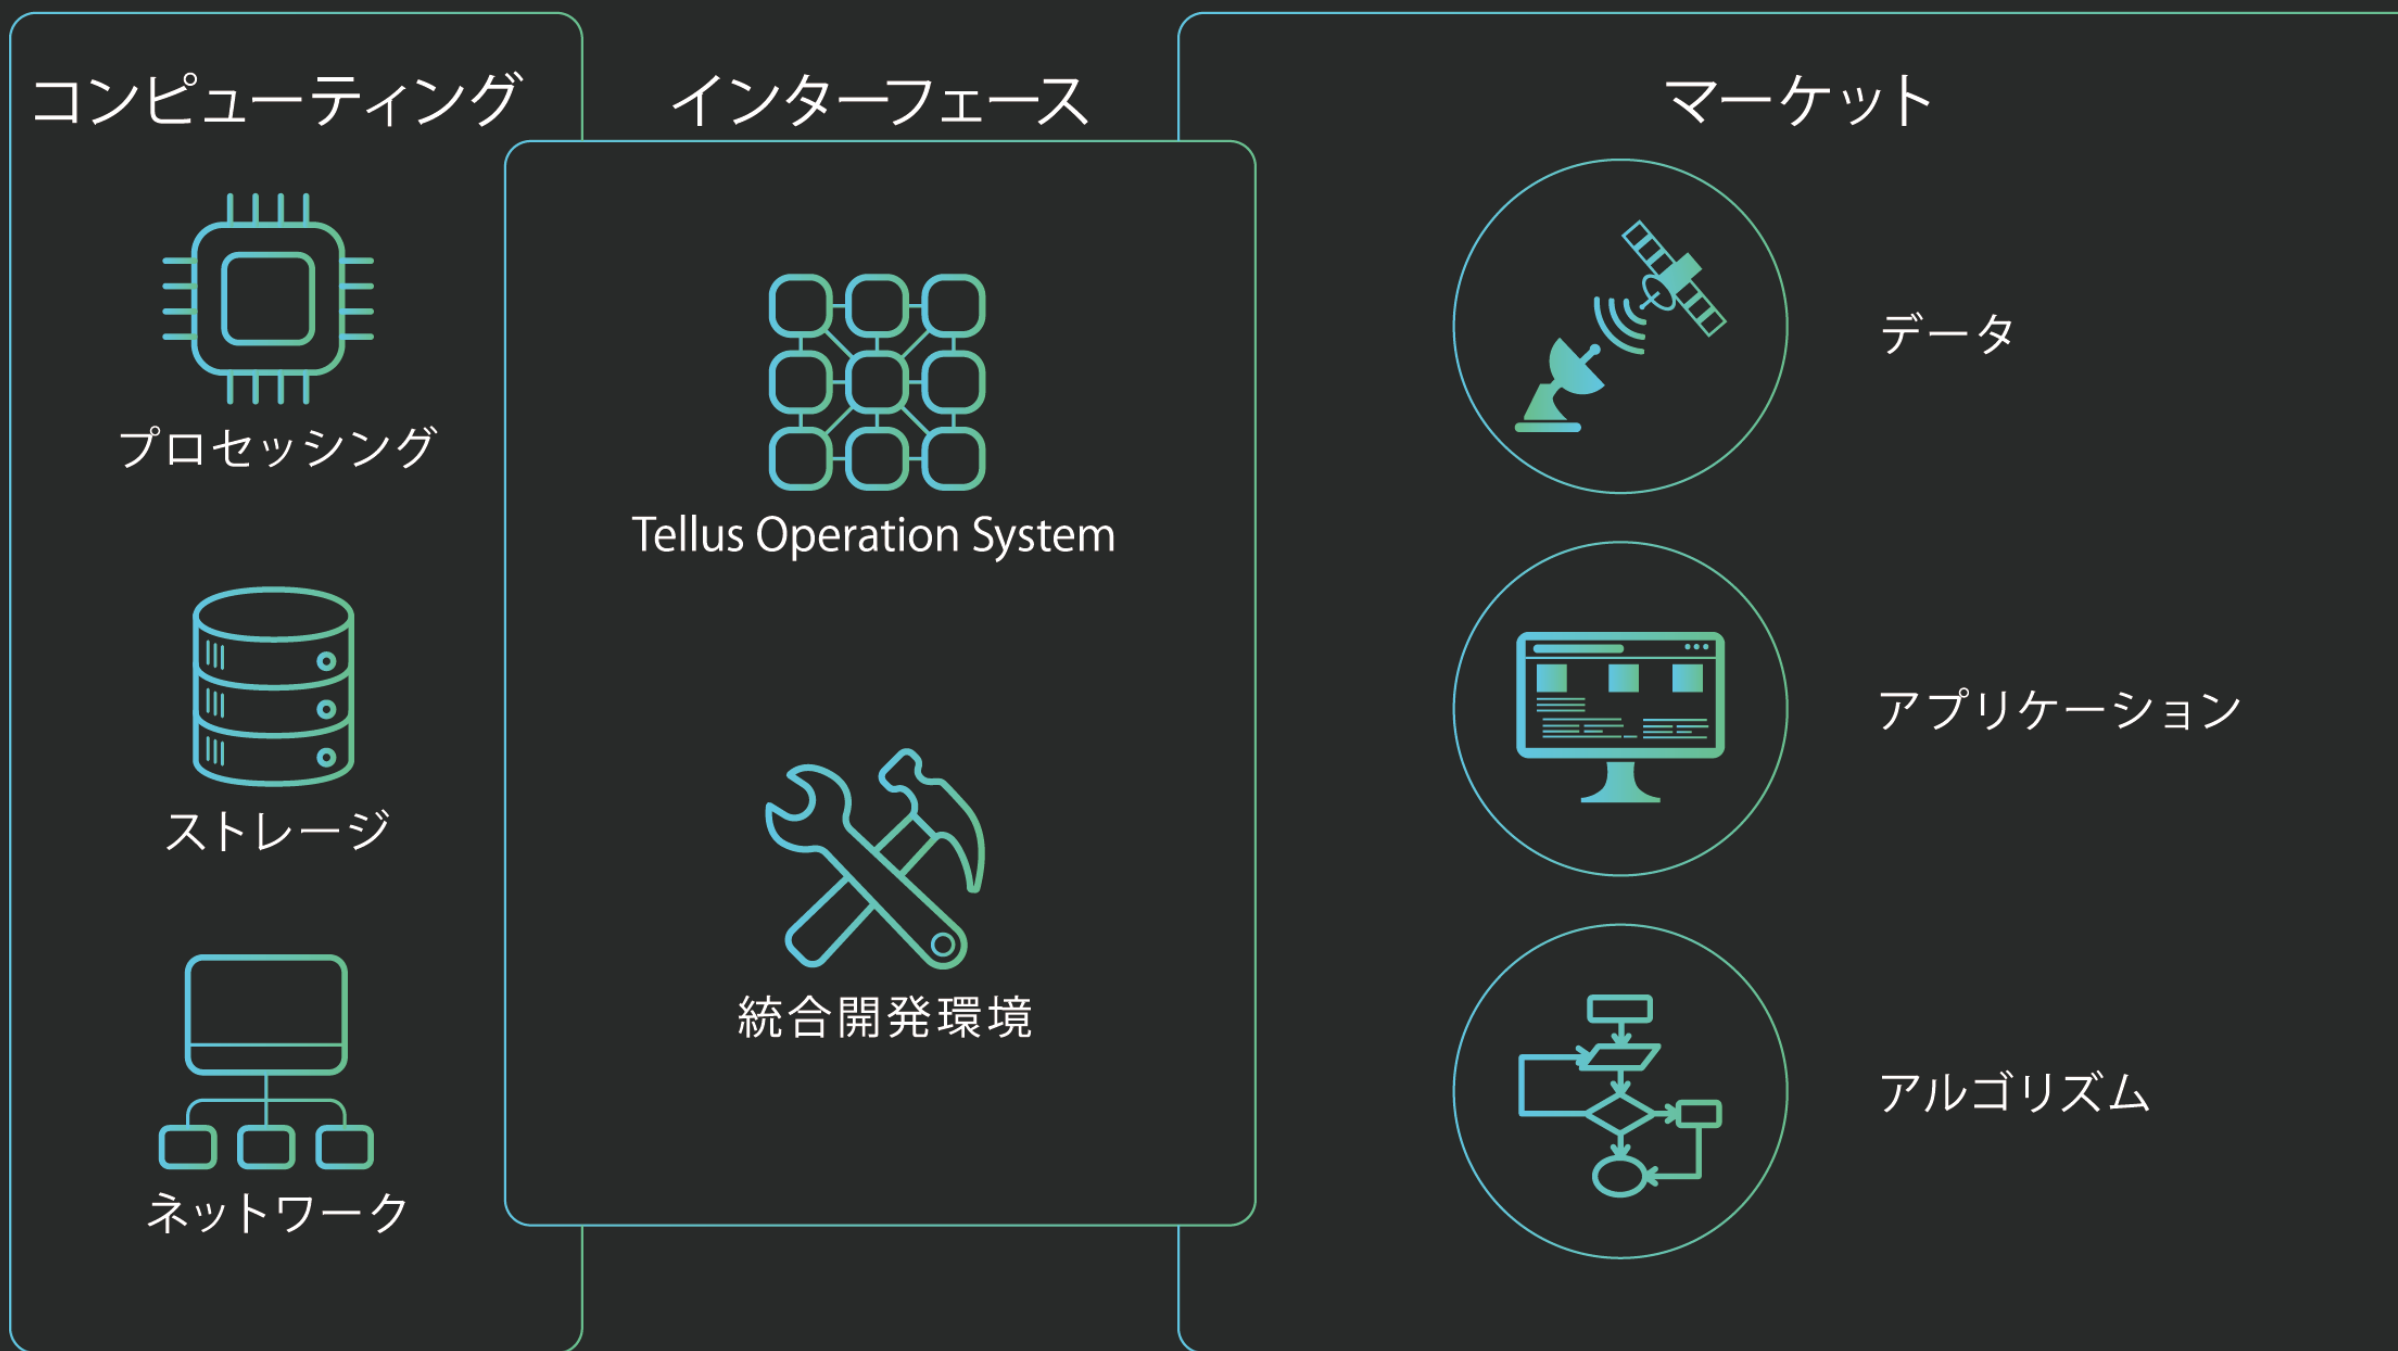 コンピューティング
プロセッシング
ストレージ
ネットワーク
インターフェース
Tellus Operation System
統合開発環境
マーケット
データ
アプリケーション
アルゴリズム